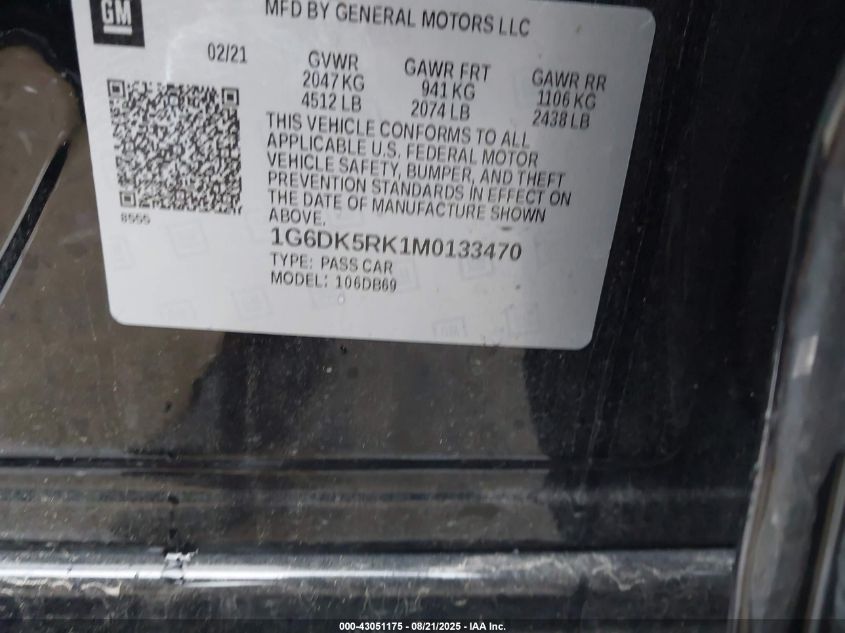 GM
MFD BY GENERAL MOTORS LLC
02/21
GVWR
2047 KG
4512 LB
GAWR FRT
941 KG
2074 LB
GAWR RR
1106 KG
2438 LB
THIS VEHICLE CONFORMS TO ALL
APPLICABLE U.S. FEDERAL MOTOR
VEHICLE SAFETY, BUMPER, AND THEFT
PREVENTION STANDARDS IN EFFECT ON
THE DATE OF MANUFACTURE SHOWN
ABOVE.
8555
1G6DK5RK1M0133470
TYPE: PASS CAR
MODEL: 106DB69
000-43051175 - 08/21/2025 - IAA Inc.